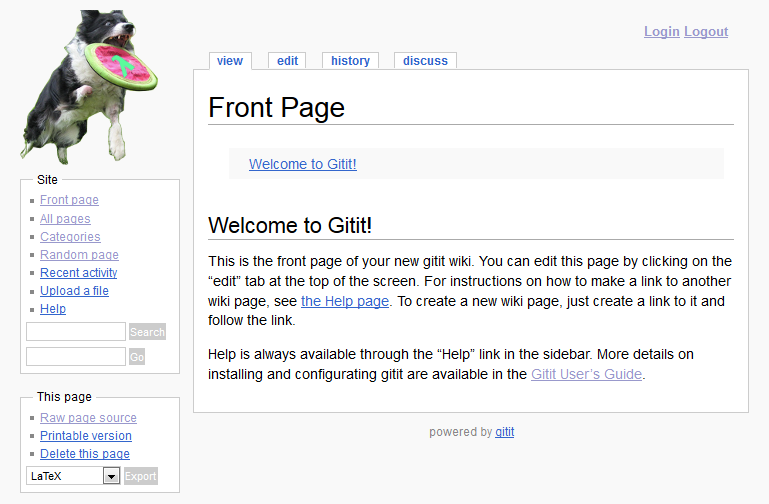 Login Logout
view edit history discuss
Front Page
Welcome to Gitit!
Welcome to Gitit!
This is the front page of your new gitit wiki. You can edit this page by clicking on the
“edit” tab at the top of the screen. For instructions on how to make a link to another
wiki page, see the Help page. To create a new wiki page, just create a link to it and
follow the link.
Help is always available through the “Help” link in the sidebar. More details on
installing and configurating gitit are available in the Gitit User’s Guide.
powered by gitit
Site
Front page
All pages
Categories
Random page
Recent activity
Upload a file
Help
Search
Go
This page
Raw page source
Printable version
Delete this page
LaTeX Export